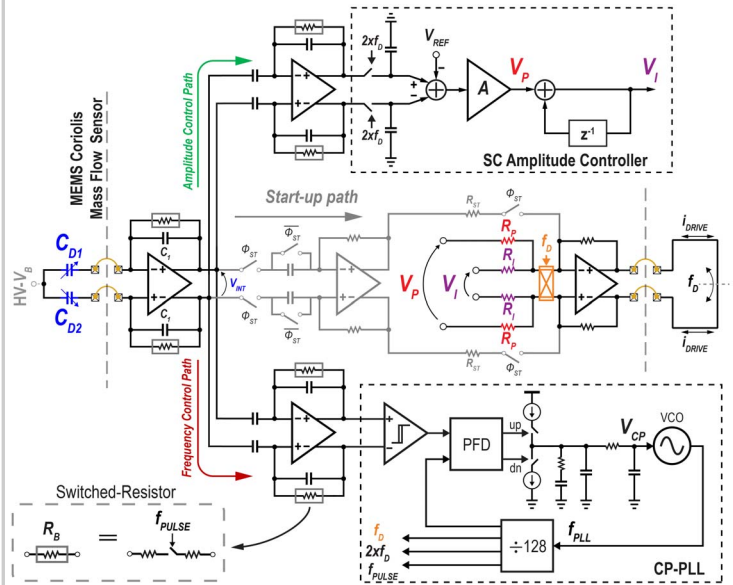 Amplitude Control Path
2xf_D
2xf_D
V_REF
+
−
−
A
V_P
V_I
z⁻¹
SC Amplitude Controller
MEMS Coriolis
Mass Flow Sensor
HV-V_B
C_D1
C_D2
C_1
C_1
− +
+ −
V_INT
Start-up path
Φ_ST
Φ_ST
Φ_ST
Φ_ST
R_ST
Φ_ST
R_P
R_I
R_I
R_P
V_P
V_I
f_D
R_ST
Φ_ST
i_DRIVE
f_D
i_DRIVE
Frequency Control Path
+
−
PFD
up
dn
V_CP
VCO
÷128
f_PLL
f_D
2xf_D
f_PULSE
CP-PLL
Switched-Resistor
R_B
=
f_PULSE